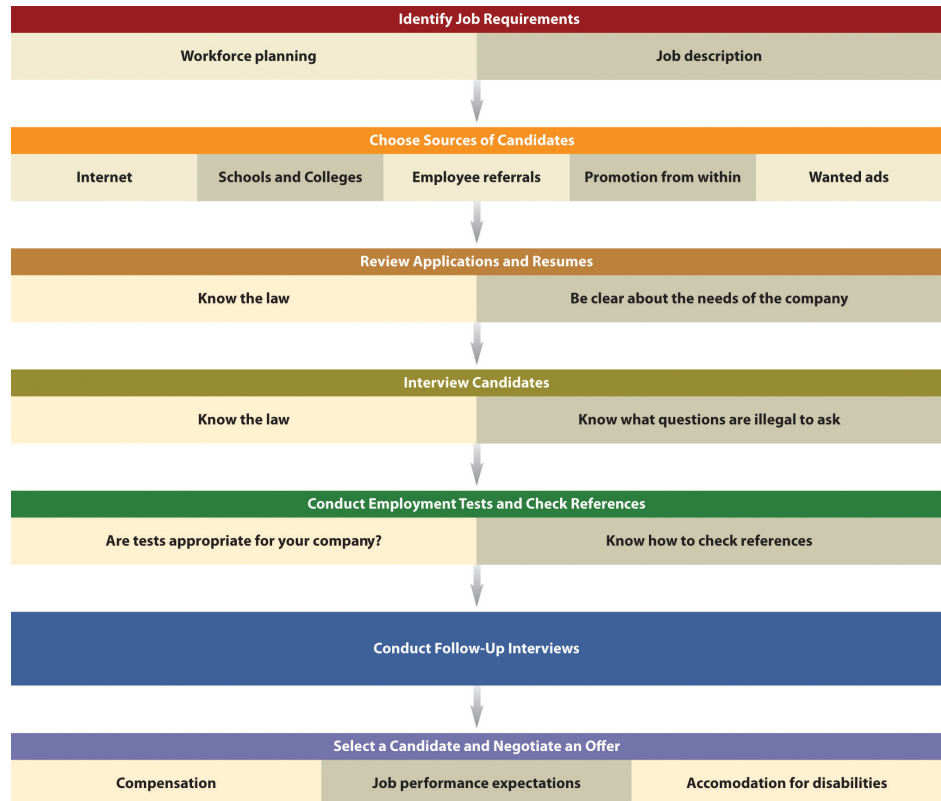 Identify Job Requirements
Workforce planning
Job description
Choose Sources of Candidates
Internet
Schools and Colleges
Employee referrals
Promotion from within
Wanted ads
Review Applications and Resumes
Know the law
Be clear about the needs of the company
Interview Candidates
Know the law
Know what questions are illegal to ask
Conduct Employment Tests and Check References
Are tests appropriate for your company?
Know how to check references
Conduct Follow-Up Interviews
Select a Candidate and Negotiate an Offer
Compensation
Job performance expectations
Accomodation for disabilities